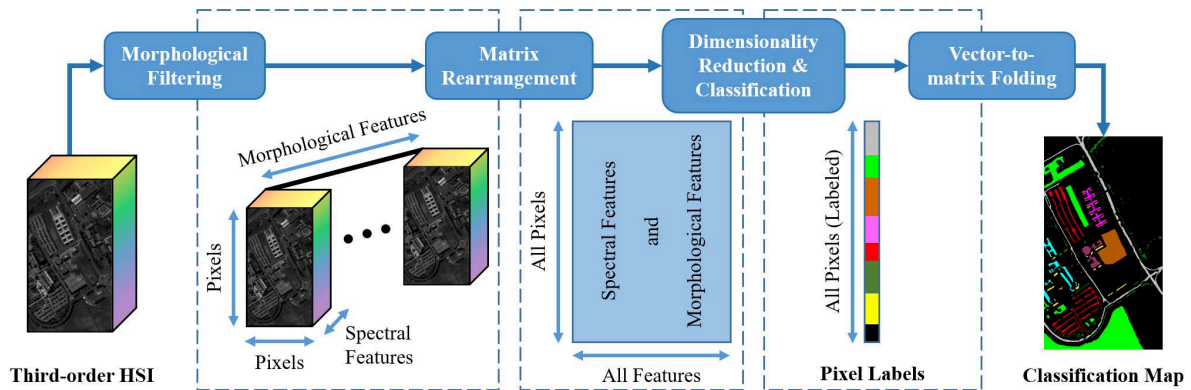 Morphological
Filtering
Matrix
Rearrangement
Dimensionality
Reduction &
Classification
Vector-to-
matrix Folding
Morphological Features
Pixels
Pixels
Spectral
Features
All Pixels
Spectral Features
and
Morphological Features
All Features
All Pixels (Labeled)
Third-order HSI
Pixel Labels
Classification Map